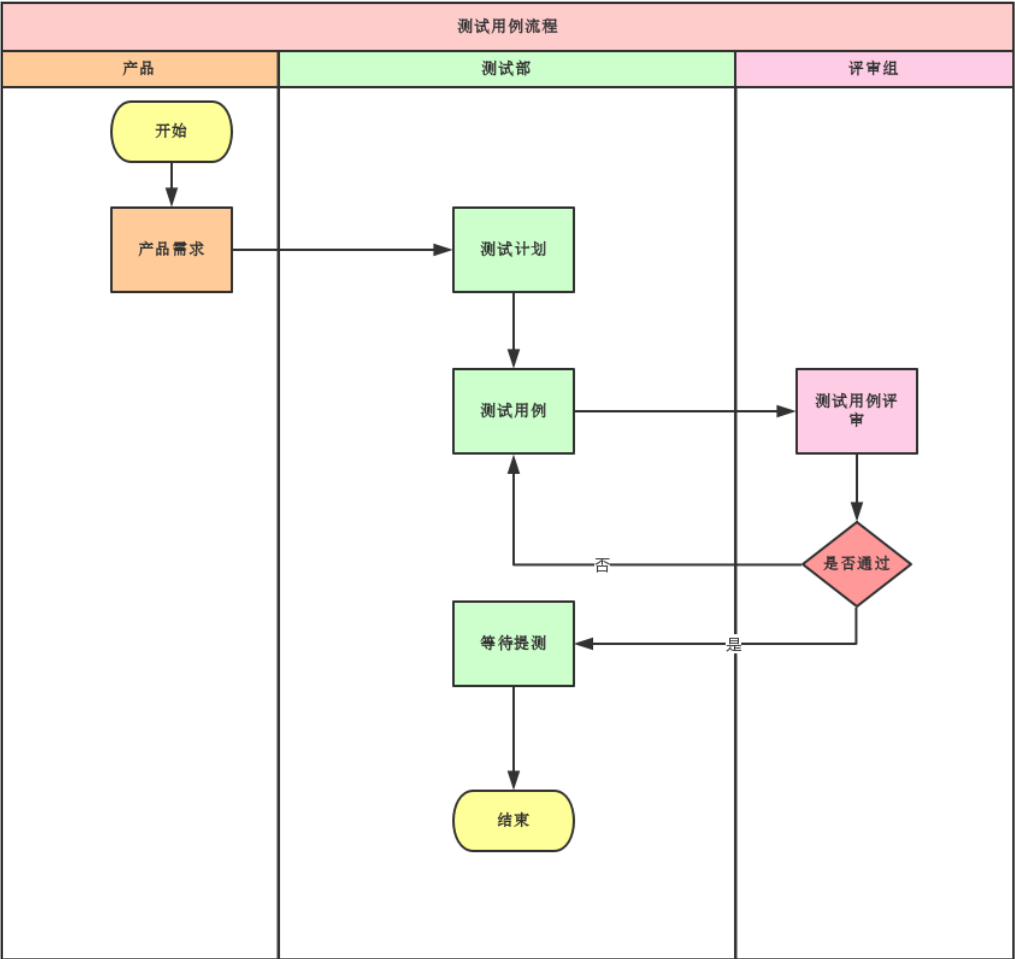 测试用例流程
产品
测试部
评审组
开始
产品需求
测试计划
测试用例
测试用例评
审
是否通过
否
等待提测
是
结束